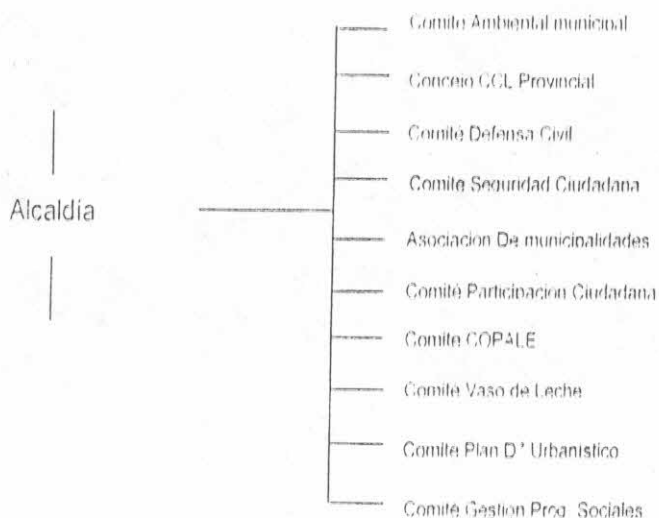 Comité Ambiental municipal
Concejo CCL Provincial
Comité Defensa Civil
Comite Seguridad Ciudadana
Alcaldía
Asociacion De municipalidades
Comité Participacion Ciudadana
Comite COPALE
Comité Vaso de Leche
Comite Plan D° Urbanistico
Comité Gestion Prog. Sociales